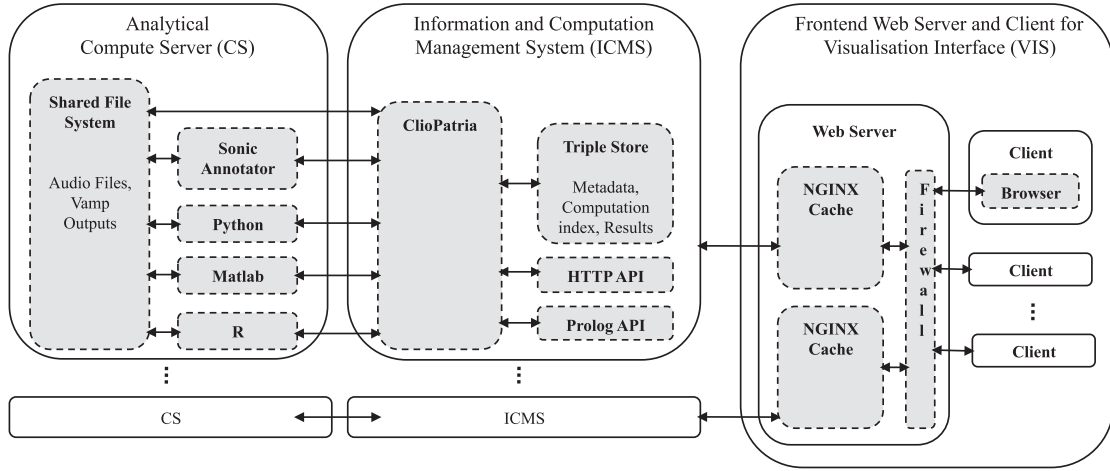 Analytical
Compute Server (CS)
Shared File
System
Audio Files,
Vamp
Outputs
Sonic
Annotator
Python
Matlab
R
CS
Information and Computation
Management System (ICMS)
ClioPatria
Triple Store
Metadata,
Computation
index, Results
HTTP API
Prolog API
ICMS
Frontend Web Server and Client for
Visualisation Interface (VIS)
Web Server
NGINX
Cache
NGINX
Cache
Firewall
Client
Browser
Client
Client